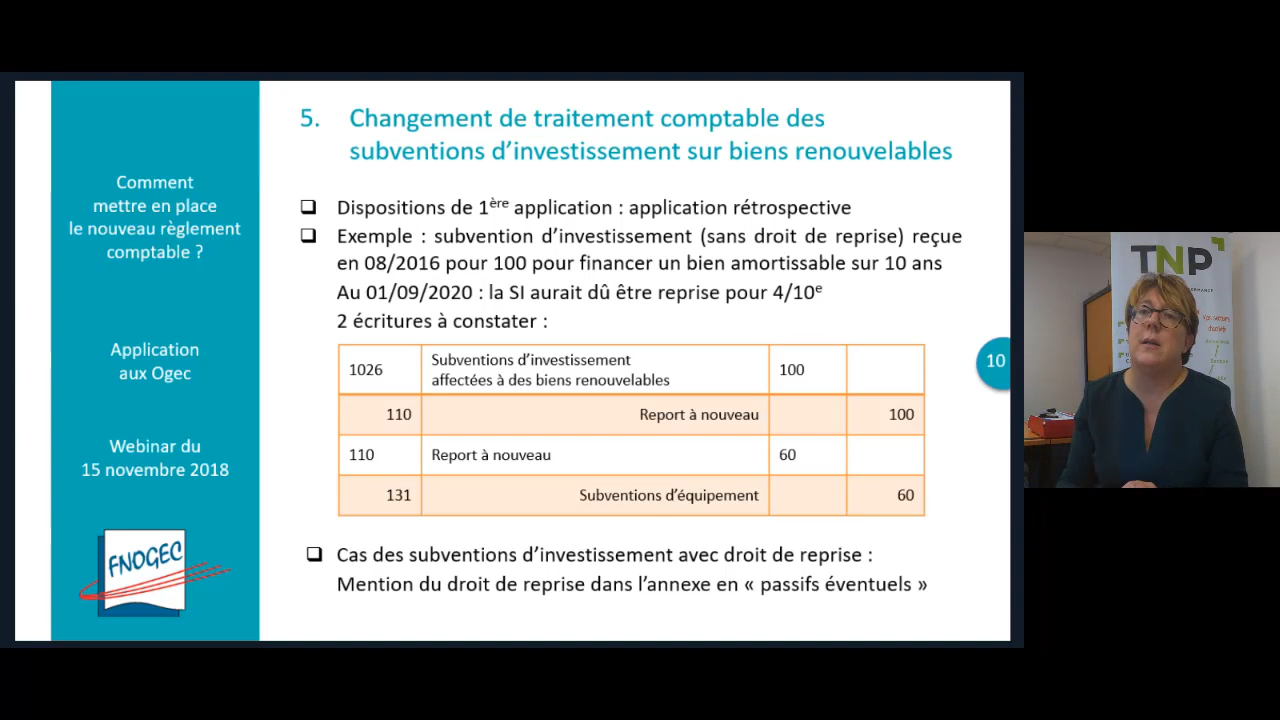 Comment
mettre en place
le nouveau règlement
comptable ?
Application
aux Ogec
Webinar du
15 novembre 2018
FNOGEC
5. Changement de traitement comptable des
subventions d'investissement sur biens renouvelables
❑ Dispositions de 1ère application : application rétrospective
❑ Exemple : subvention d'investissement (sans droit de reprise) reçue
en 08/2016 pour 100 pour financer un bien amortissable sur 10 ans
Au 01/09/2020 : la SI aurait dû être reprise pour 4/10e
2 écritures à constater :
1026 Subventions d'investissement
affectées à des biens renouvelables 100
110 Report à nouveau 100
110 Report à nouveau 60
131 Subventions d'équipement 60
❑ Cas des subventions d'investissement avec droit de reprise :
Mention du droit de reprise dans l'annexe en « passifs éventuels »
10
TNP